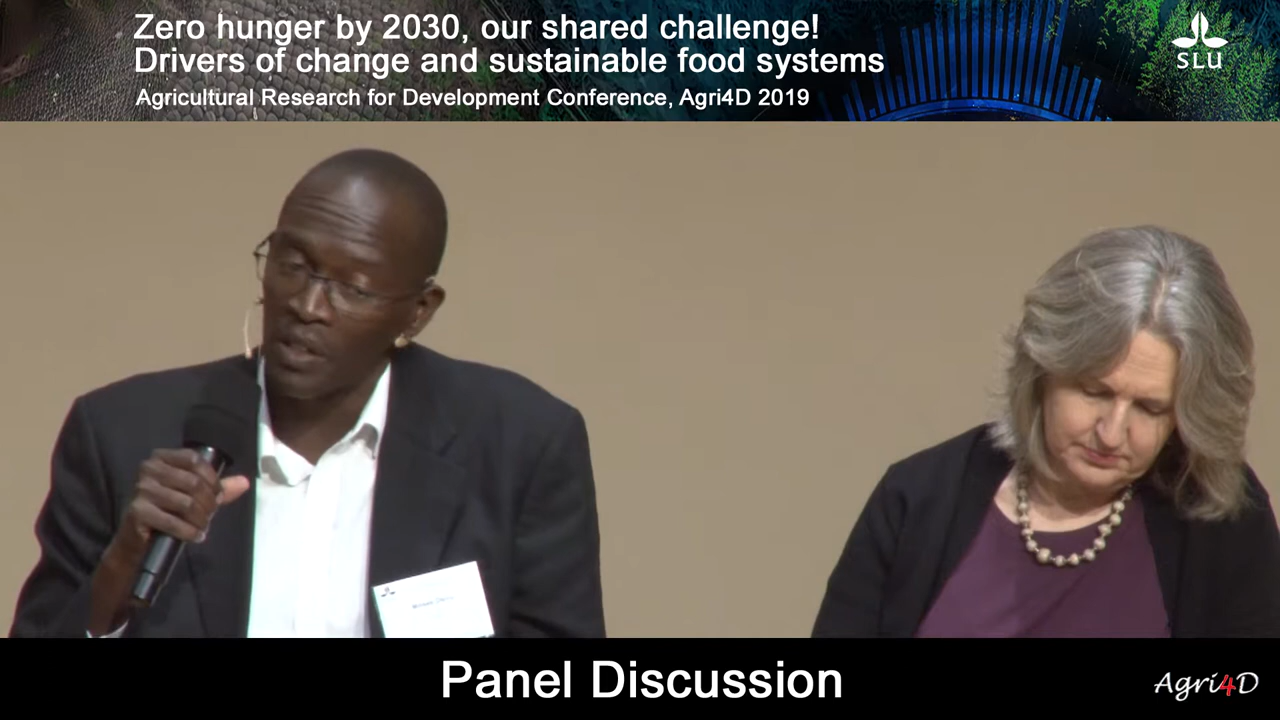 Zero hunger by 2030, our shared challenge!
Drivers of change and sustainable food systems
Agricultural Research for Development Conference, Agri4D 2019
SLU
Panel Discussion
Agri4D